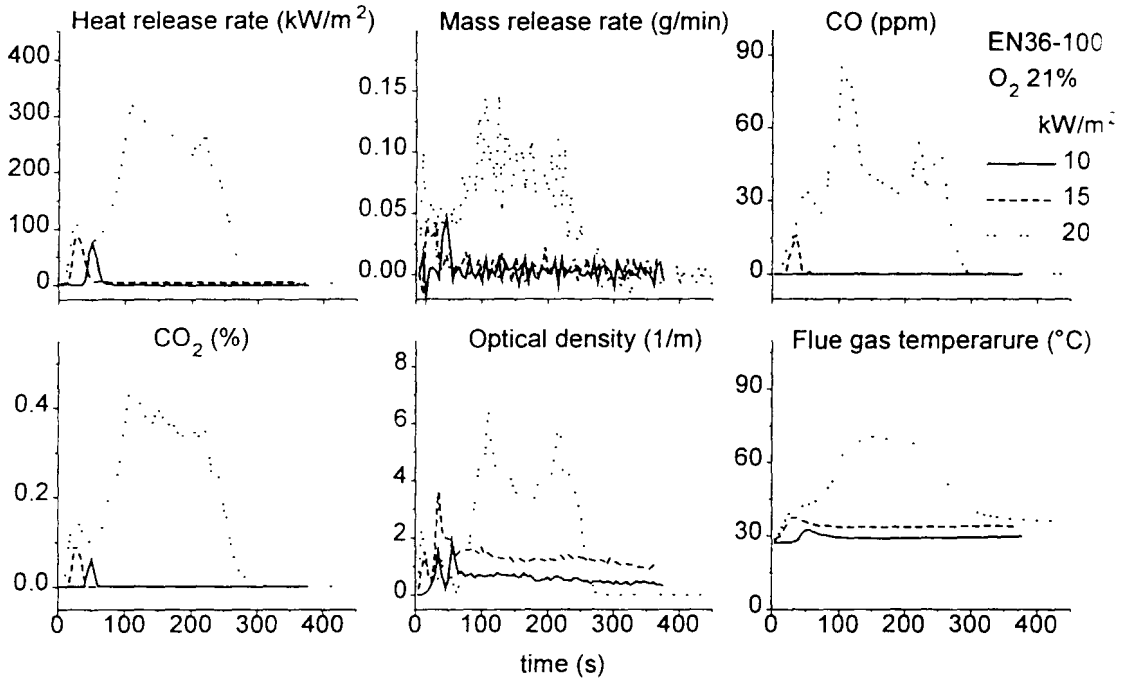 Heat release rate (kW/m²)
Mass release rate (g/min)
CO (ppm)
EN36-100
O₂ 21%
kW/m²
10
15
20
400
300
200
100
0
0.15
0.10
0.05
0.00
90
60
30
0
CO₂ (%)
Optical density (1/m)
Flue gas temperarure (°C)
0.4
0.2
0.0
8
6
4
2
0
90
60
30
0
0 100 200 300 400
0 100 200 300 400
0 100 200 300 400
time (s)